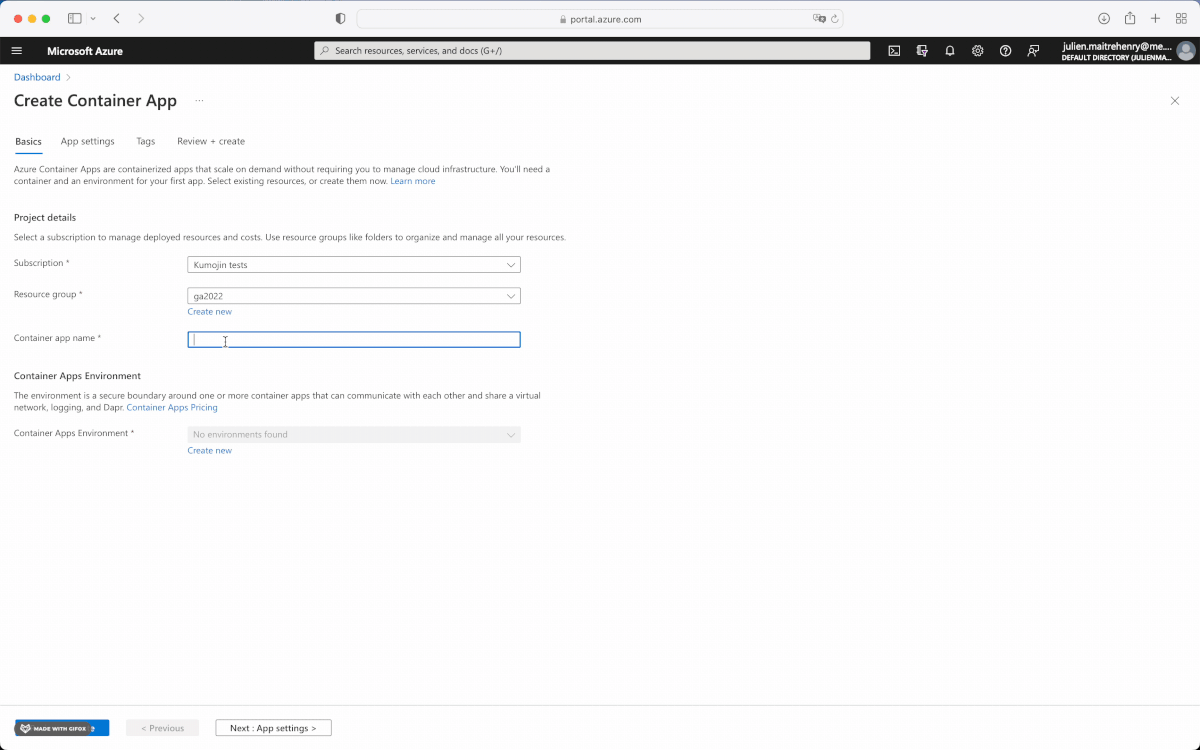 portal.azure.com
Microsoft Azure
Search resources, services, and docs (G+/)
julien.maitrehenry@me....
DEFAULT DIRECTORY (JULIENMA...
Dashboard
Create Container App
...
Basics
App settings
Tags
Review + create
Azure Container Apps are containerized apps that scale on demand without requiring you to manage cloud infrastructure. You'll need a
container and an environment for your first app. Select existing resources, or create them now. Learn more
Project details
Select a subscription to manage deployed resources and costs. Use resource groups like folders to organize and manage all your resources.
Subscription *
Kumojin tests
Resource group *
ga2022
Create new
Container app name *
Container Apps Environment
The environment is a secure boundary around one or more container apps that can communicate with each other and share a virtual
network, logging, and Dapr. Container Apps Pricing
Container Apps Environment *
No environments found
Create new
MADE WITH GIFOX
< Previous
Next : App settings >